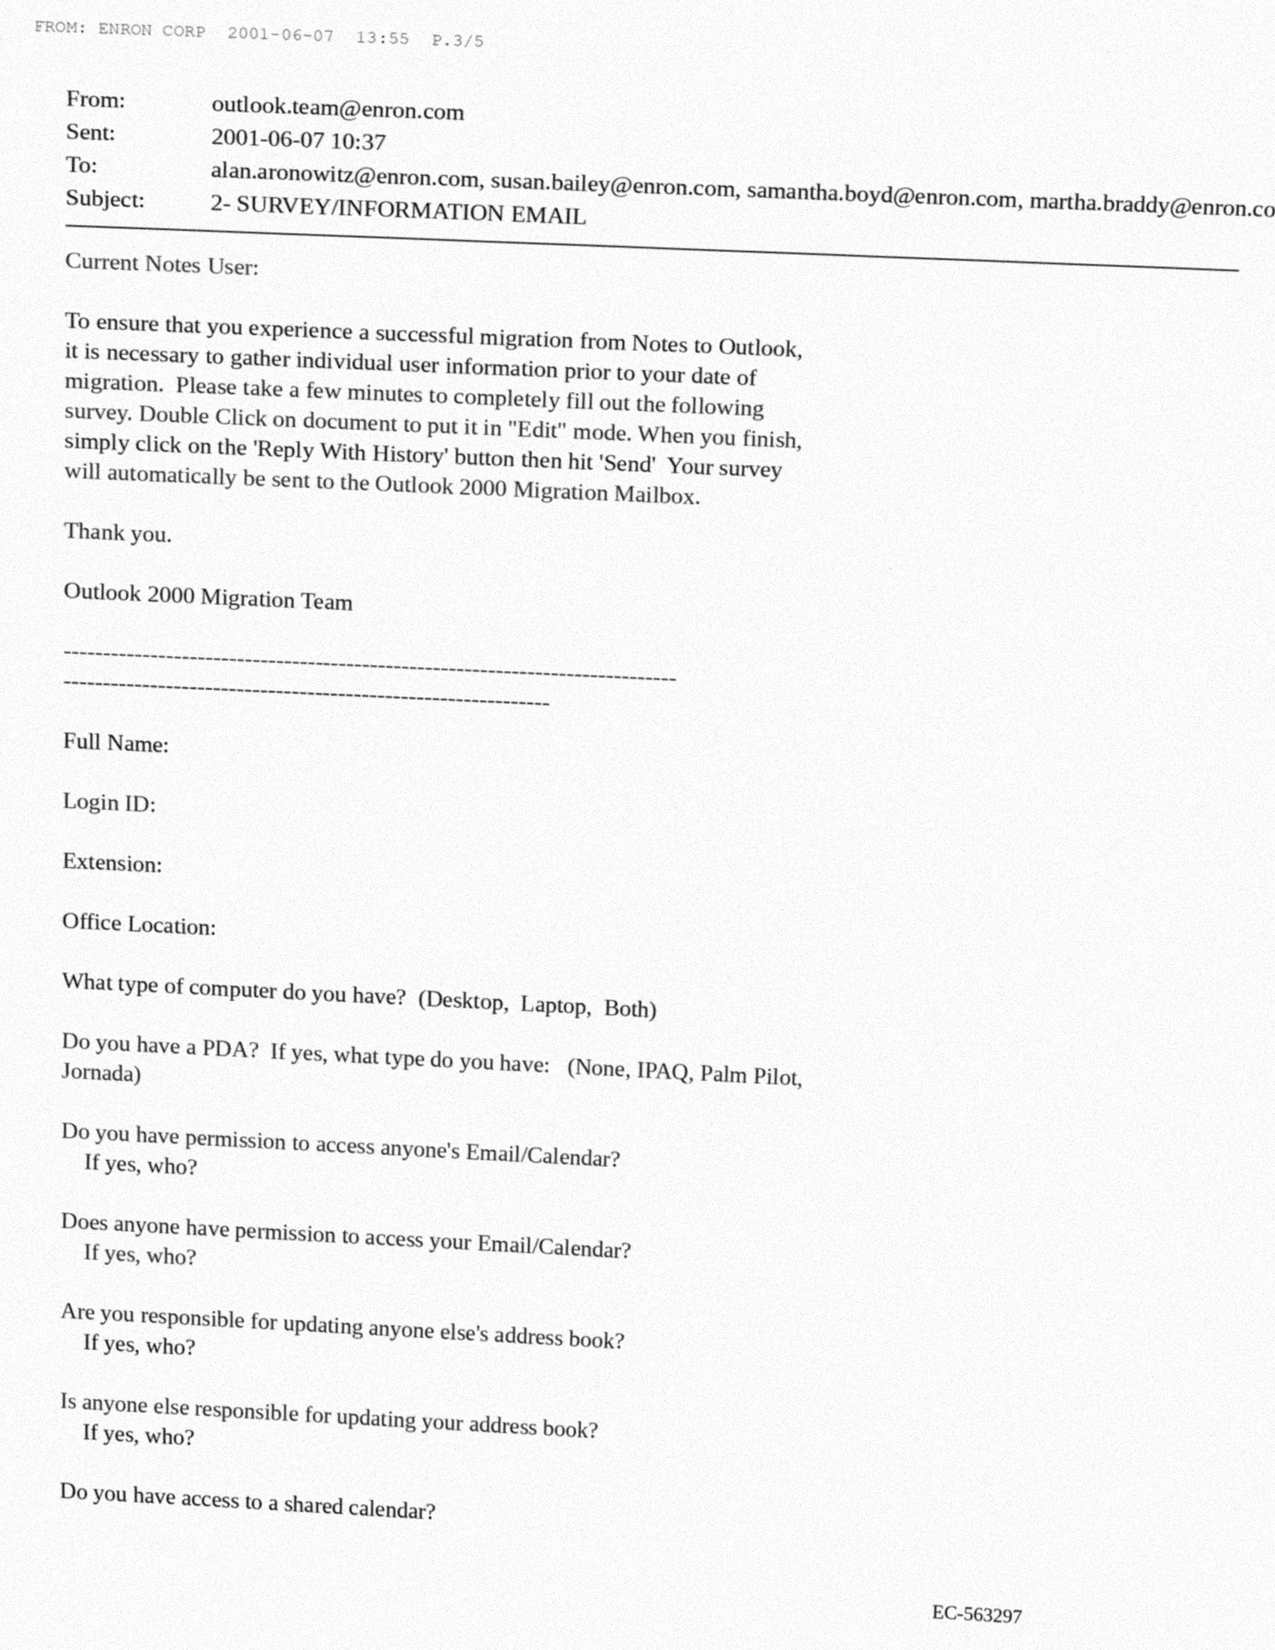 FROM: ENRON CORP 2001-06-07 13:55 P.3/5
From: outlook.team@enron.com
Sent: 2001-06-07 10:37
To: alan.aronowitz@enron.com, susan.bailey@enron.com, samantha.boyd@enron.com, martha.braddy@enron.co
Subject: 2- SURVEY/INFORMATION EMAIL
Current Notes User:
To ensure that you experience a successful migration from Notes to Outlook,
it is necessary to gather individual user information prior to your date of
migration.  Please take a few minutes to completely fill out the following
survey. Double Click on document to put it in "Edit" mode. When you finish,
simply click on the 'Reply With History' button then hit 'Send'  Your survey
will automatically be sent to the Outlook 2000 Migration Mailbox.
Thank you.
Outlook 2000 Migration Team
------------------------------------------------------------------------------
--------------------------------------------------------------
Full Name:
Login ID:
Extension:
Office Location:
What type of computer do you have?  (Desktop,  Laptop,  Both)
Do you have a PDA?  If yes, what type do you have:   (None, IPAQ, Palm Pilot,
Jornada)
Do you have permission to access anyone's Email/Calendar?
If yes, who?
Does anyone have permission to access your Email/Calendar?
If yes, who?
Are you responsible for updating anyone else's address book?
If yes, who?
Is anyone else responsible for updating your address book?
If yes, who?
Do you have access to a shared calendar?
EC-563297